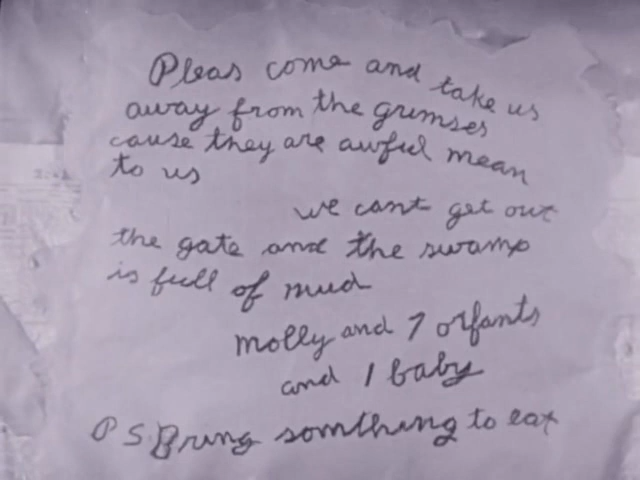 Pleas come and take us
away from the grimses
cause they are awful mean
to us
we cant get out
the gate and the swamp
is full of mud
Molly and 7 orfants
and 1 baby
P S Bring somthing to eat